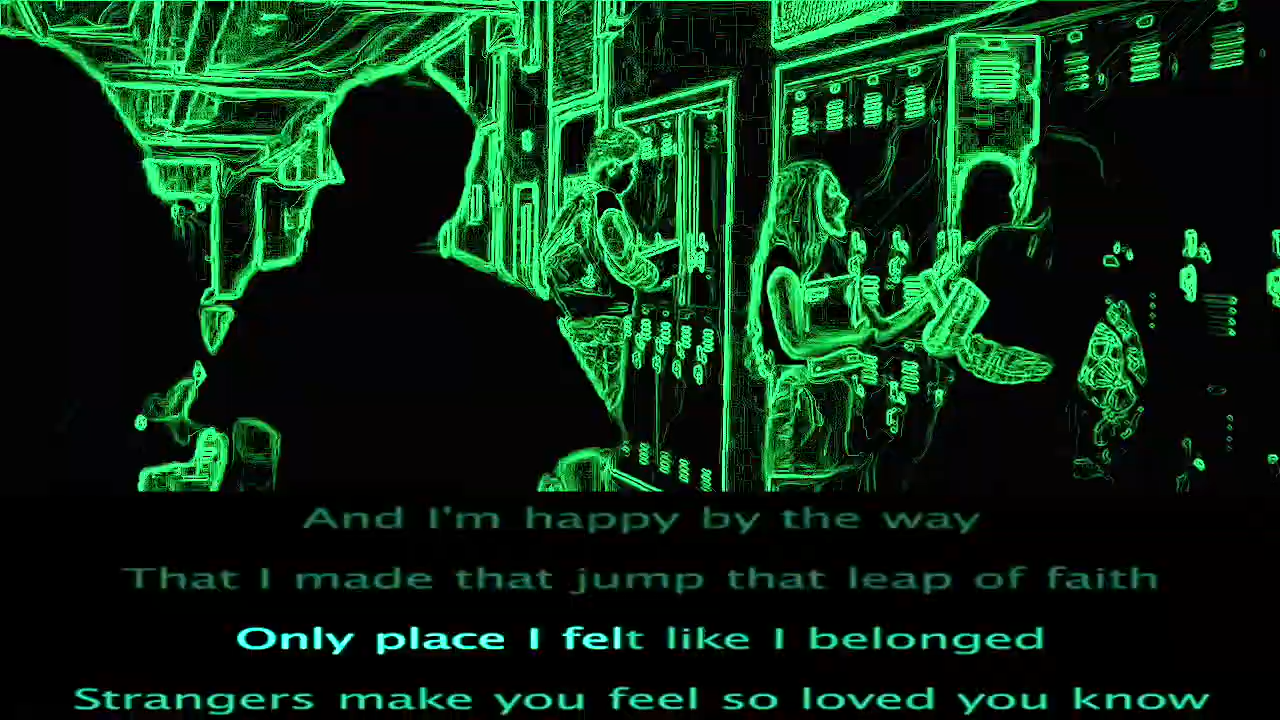 And I'm happy by the way
That I made that jump that leap of faith
Only place I felt like I belonged
Strangers make you feel so loved you know